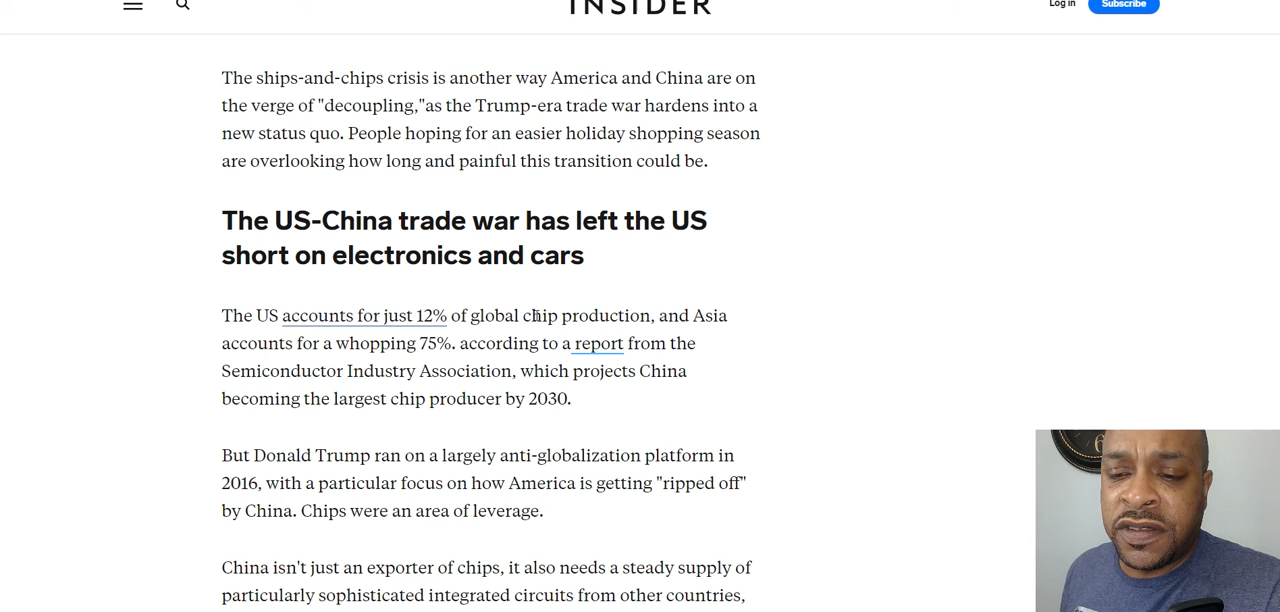 INSIDER
Log in
Subscribe
The ships-and-chips crisis is another way America and China are on
the verge of "decoupling,"as the Trump-era trade war hardens into a
new status quo. People hoping for an easier holiday shopping season
are overlooking how long and painful this transition could be.
The US-China trade war has left the US
short on electronics and cars
The US accounts for just 12% of global chip production, and Asia
accounts for a whopping 75%. according to a report from the
Semiconductor Industry Association, which projects China
becoming the largest chip producer by 2030.
But Donald Trump ran on a largely anti-globalization platform in
2016, with a particular focus on how America is getting "ripped off"
by China. Chips were an area of leverage.
China isn't just an exporter of chips, it also needs a steady supply of
particularly sophisticated integrated circuits from other countries,
6